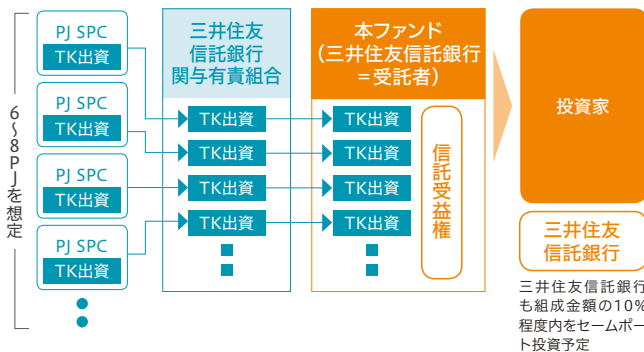 6〜8PJを想定
PJ SPC
TK出資
PJ SPC
TK出資
PJ SPC
TK出資
PJ SPC
TK出資
三井住友
信託銀行
関与有責組合
TK出資
TK出資
TK出資
TK出資
本ファンド
(三井住友信託銀行
=受託者)
TK出資
TK出資
TK出資
TK出資
信託受益権
投資家
三井住友
信託銀行
三井住友信託銀行
も組成金額の10%
程度内をセームポー
ト投資予定